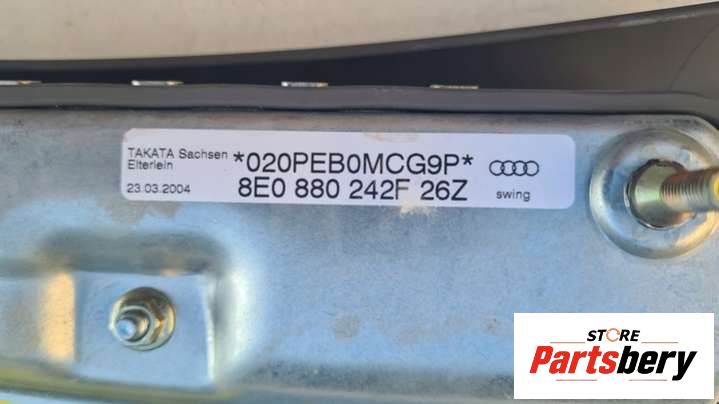 TAKATA Sachsen
Elterlein
23.03.2004
*020PEB0MCG9P*
8E0 880 242F 26Z
swing
STORE
Partsbery